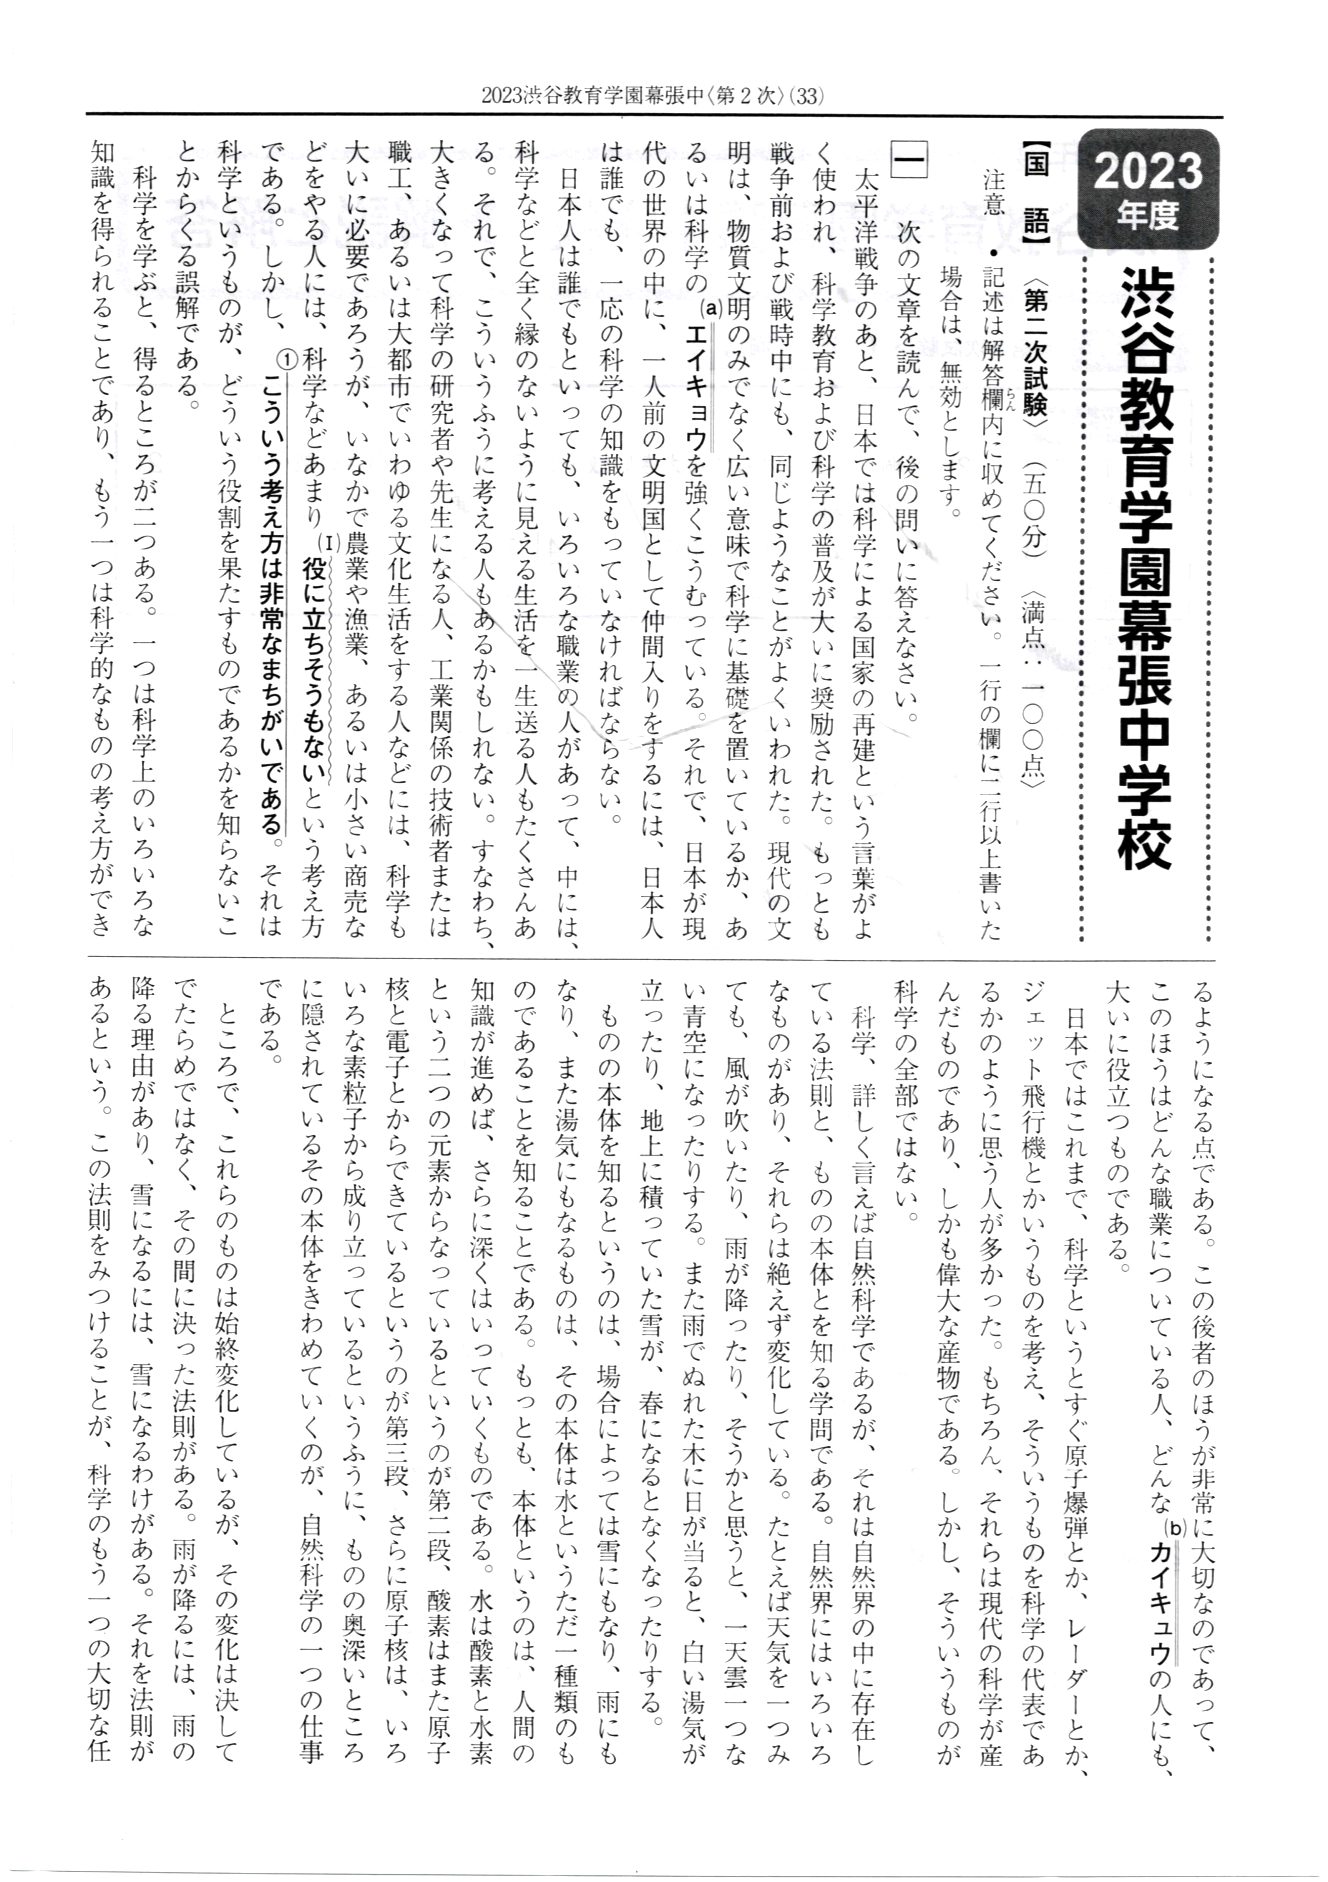 2023渋谷教育学園幕張中〈第２次〉(33)
2023
年度
渋谷教育学園幕張中学校
【国　語】〈第二次試験〉（五〇分）〈満点：一〇〇点〉
注意　・記述は解答欄内に収めてください。一行の欄に二行以上書いた
らん
場合は、無効とします。
一　次の文章を読んで、後の問いに答えなさい。
　太平洋戦争のあと、日本では科学による国家の再建という言葉がよ
く使われ、科学教育および科学の普及が大いに奨励された。もっとも
戦争前および戦時中にも、同じようなことがよくいわれた。現代の文
明は、物質文明のみでなく広い意味で科学に基礎を置いているか、あ
るいは科学の(a)エイキョウを強くこうむっている。それで、日本が現
代の世界の中に、一人前の文明国として仲間入りをするには、日本人
は誰でも、一応の科学の知識をもっていなければならない。
　日本人は誰でもといっても、いろいろな職業の人があって、中には、
科学などと全く縁のないように見える生活を一生送る人もたくさんあ
る。それで、こういうふうに考える人もあるかもしれない。すなわち、
大きくなって科学の研究者や先生になる人、工業関係の技術者または
職工、あるいは大都市でいわゆる文化生活をする人などには、科学も
大いに必要であろうが、いなかで農業や漁業、あるいは小さい商売な
どをやる人には、科学などあまり(I)役に立ちそうもないという考え方
である。しかし、①こういう考え方は非常なまちがいである。それは
科学というものが、どういう役割を果たすものであるかを知らないこ
とからくる誤解である。
　科学を学ぶと、得るところが二つある。一つは科学上のいろいろな
知識を得られることであり、もう一つは科学的なものの考え方ができ
るようになる点である。この後者のほうが非常に大切なのであって、
このほうはどんな職業についている人、どんな(b)カイキュウの人にも、
大いに役立つものである。
　日本ではこれまで、科学というとすぐ原子爆弾とか、レーダーとか、
ジェット飛行機とかいうものを考え、そういうものを科学の代表であ
るかのように思う人が多かった。もちろん、それらは現代の科学が産
んだものであり、しかも偉大な産物である。しかし、そういうものが
科学の全部ではない。
　科学、詳しく言えば自然科学であるが、それは自然界の中に存在し
ている法則と、ものの本体とを知る学問である。自然界にはいろいろ
なものがあり、それらは絶えず変化している。たとえば天気を一つみ
ても、風が吹いたり、雨が降ったり、そうかと思うと、一天雲一つな
い青空になったりする。また雨でぬれた木に日が当ると、白い湯気が
立ったり、地上に積っていた雪が、春になるとなくなったりする。
　ものの本体を知るというのは、場合によっては雪にもなり、雨にも
なり、また湯気にもなるものは、その本体は水というただ一種類のも
のであることを知ることである。もっとも、本体というのは、人間の
知識が進めば、さらに深くはいっていくものである。水は酸素と水素
という二つの元素からなっているというのが第二段、酸素はまた原子
核と電子とからできているというのが第三段、さらに原子核は、いろ
いろな素粒子から成り立っているというふうに、ものの奥深いところ
に隠されているその本体をきわめていくのが、自然科学の一つの仕事
である。
　ところで、これらのものは始終変化しているが、その変化は決して
でたらめではなく、その間に決った法則がある。雨が降るには、雨の
降る理由があり、雪になるには、雪になるわけがある。それを法則が
あるという。この法則をみつけることが、科学のもう一つの大切な任